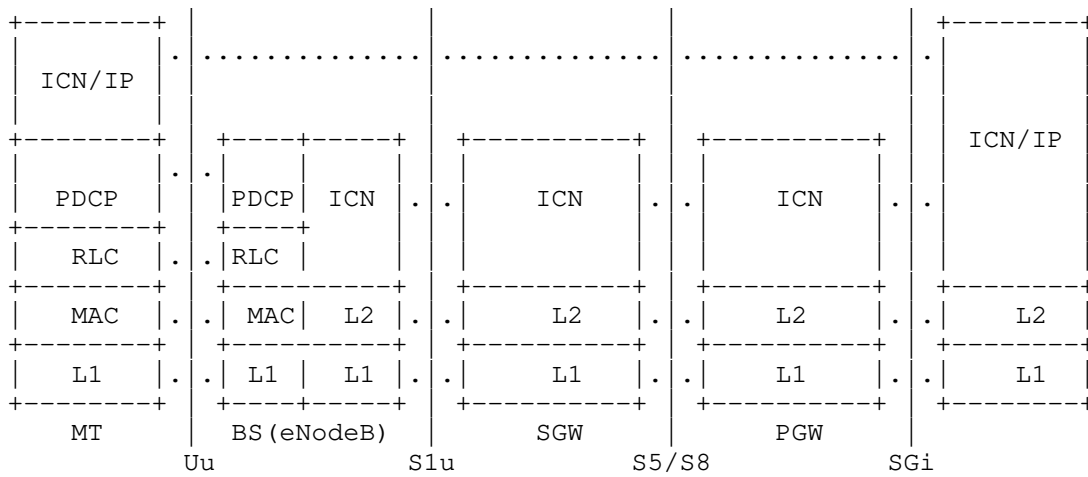 ICN/IP
ICN/IP
PDCP PDCP ICN ICN ICN
RLC RLC
MAC MAC L2 L2 L2 L2
L1 L1 L1 L1 L1 L1
MT BS(eNodeB) SGW PGW
Uu S1u S5/S8 SGi